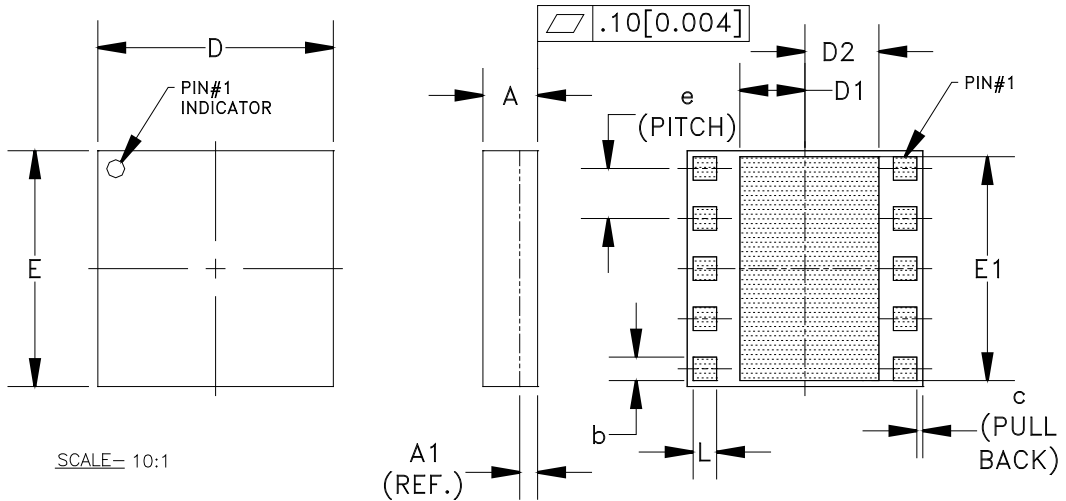 D
PIN#1
INDICATOR
E
SCALE– 10:1
.10[0.004]
A
A1
(REF.)
D2
D1
e
(PITCH)
PIN#1
E1
b
L
c
(PULL
BACK)